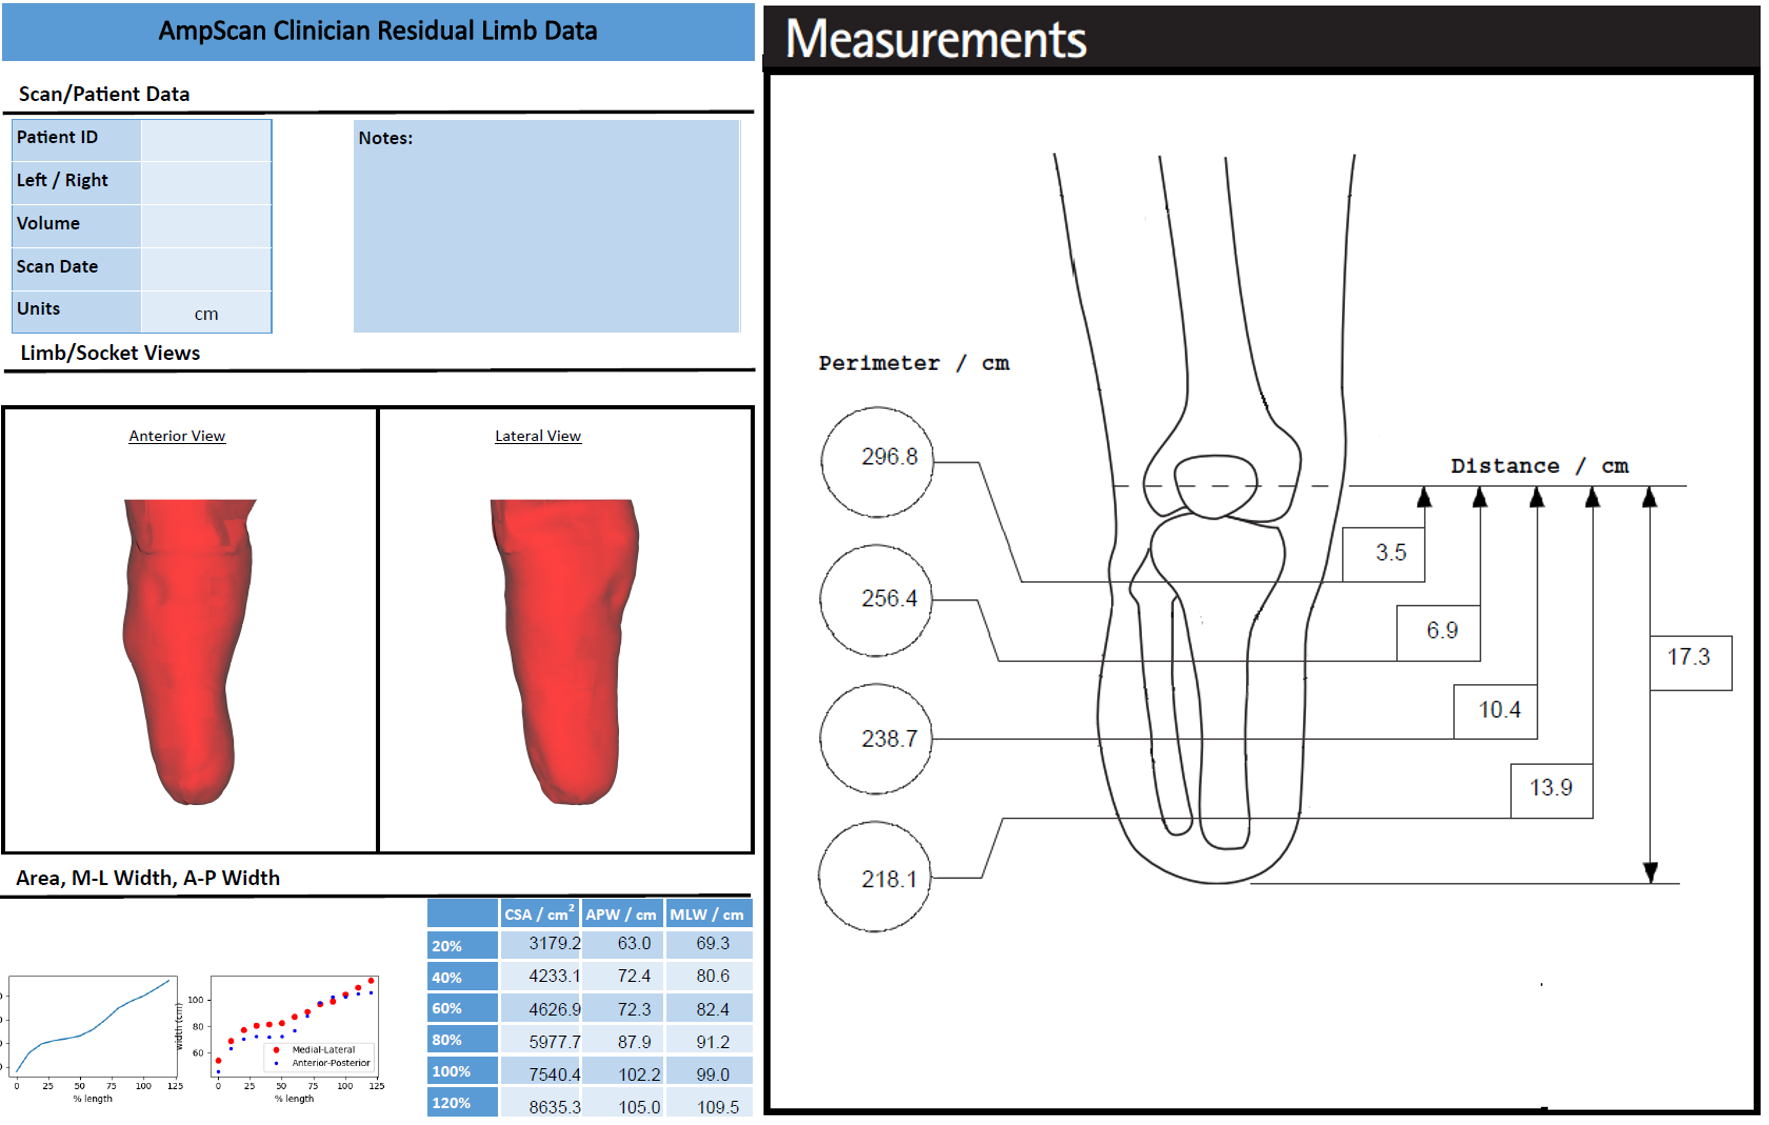 AmpScan Clinician Residual Limb Data
Scan/Patient Data
Patient ID
Left / Right
Volume
Scan Date
Units cm
Notes:
Limb/Socket Views
Anterior View
Lateral View
Area, M-L Width, A-P Width
0 25 50 75 100 125
% length
width (cm)
100
80
60
Medial-Lateral
Anterior-Posterior
0 25 50 75 100 125
% length
CSA / cm² APW / cm MLW / cm
20% 3179.2 63.0 69.3
40% 4233.1 72.4 80.6
60% 4626.9 72.3 82.4
80% 5977.7 87.9 91.2
100% 7540.4 102.2 99.0
120% 8635.3 105.0 109.5
Measurements
Perimeter / cm
296.8
256.4
238.7
218.1
Distance / cm
3.5
6.9
10.4
13.9
17.3